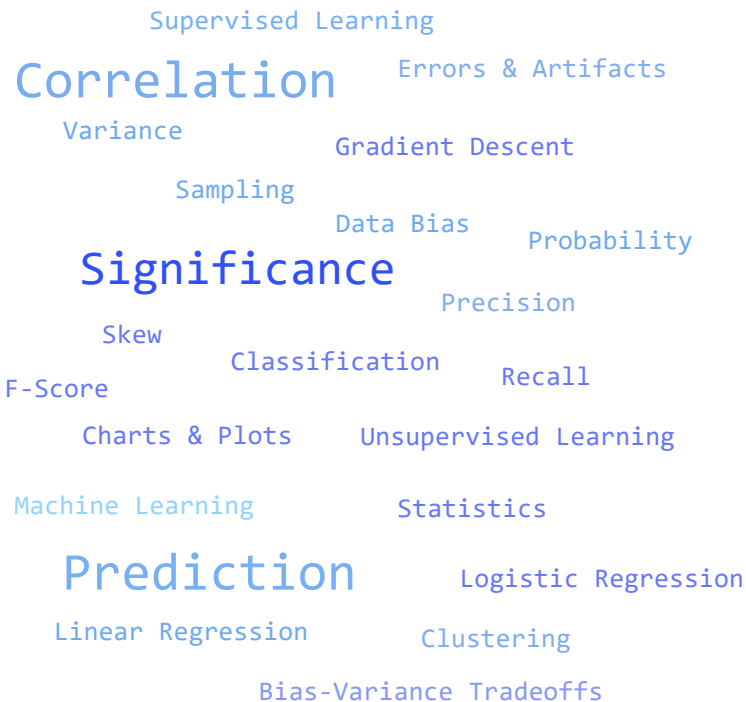 Supervised Learning
Correlation
Errors & Artifacts
Variance
Gradient Descent
Sampling
Data Bias
Probability
Significance
Precision
Skew
Classification
Recall
F-Score
Charts & Plots
Unsupervised Learning
Machine Learning
Statistics
Prediction
Logistic Regression
Linear Regression
Clustering
Bias-Variance Tradeoffs